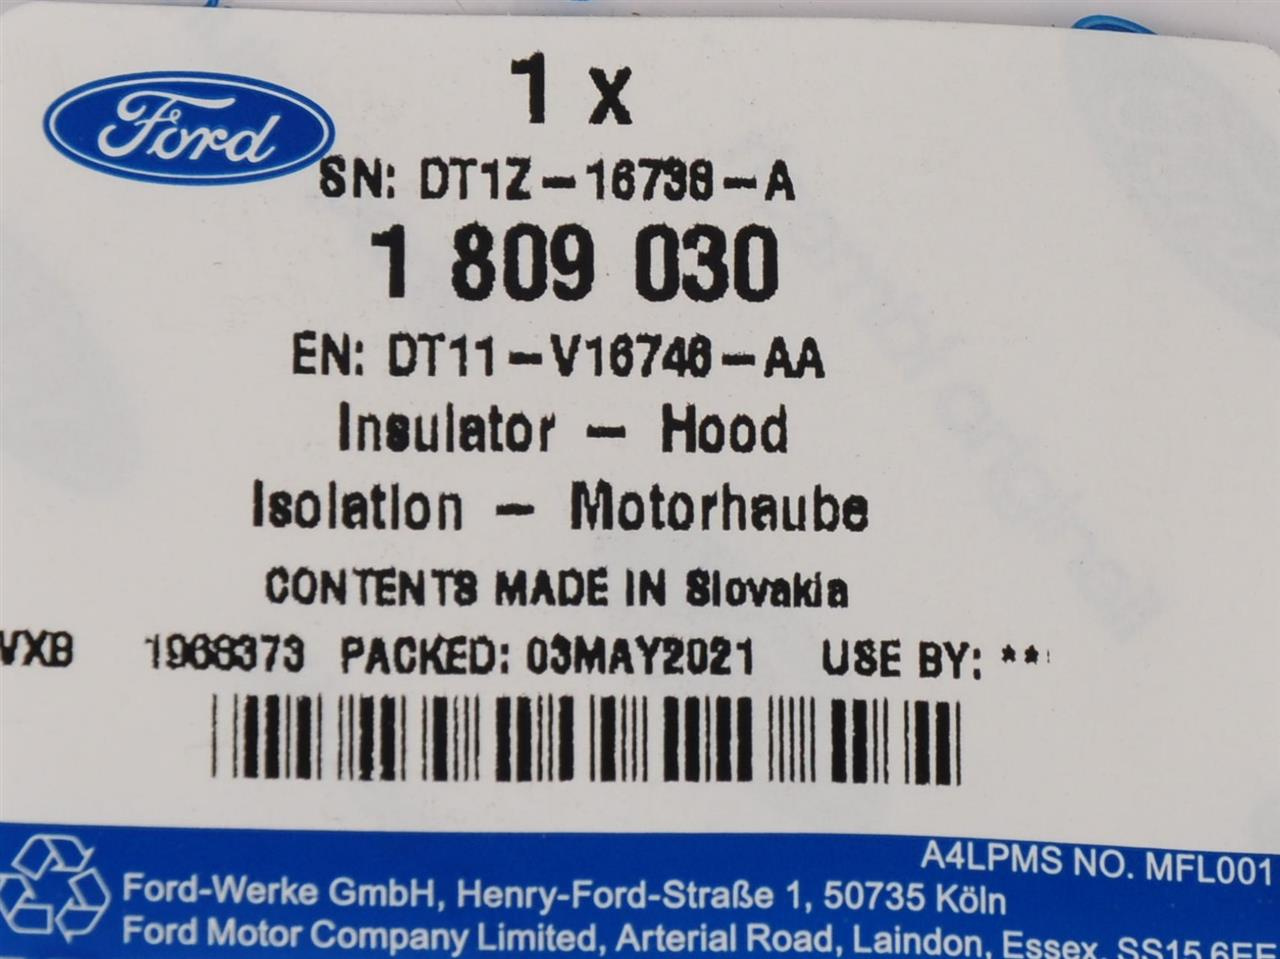 Ford
1 x
SN: DT1Z-16738-A
1 809 030
EN: DT11-V16746-AA
Insulator - Hood
Isolation - Motorhaube
CONTENTS MADE IN Slovakia
VXB 1968373 PACKED: 03MAY2021 USE BY: **
A4LPMS NO. MFL001
Ford-Werke GmbH, Henry-Ford-Straße 1, 50735 Köln
Ford Motor Company Limited, Arterial Road, Laindon, Essex, SS15 6EE